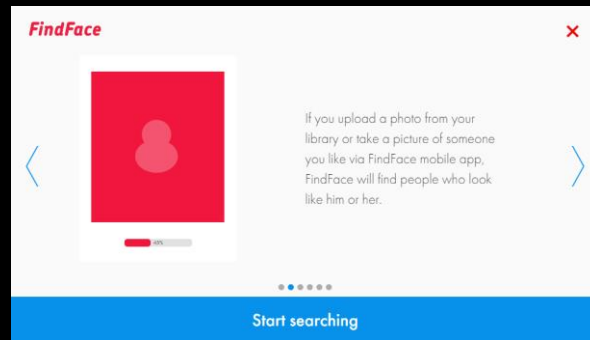 FindFace
If you upload a photo from your
library or take a picture of someone
you like via FindFace mobile app,
FindFace will find people who look
like him or her.
Start searching